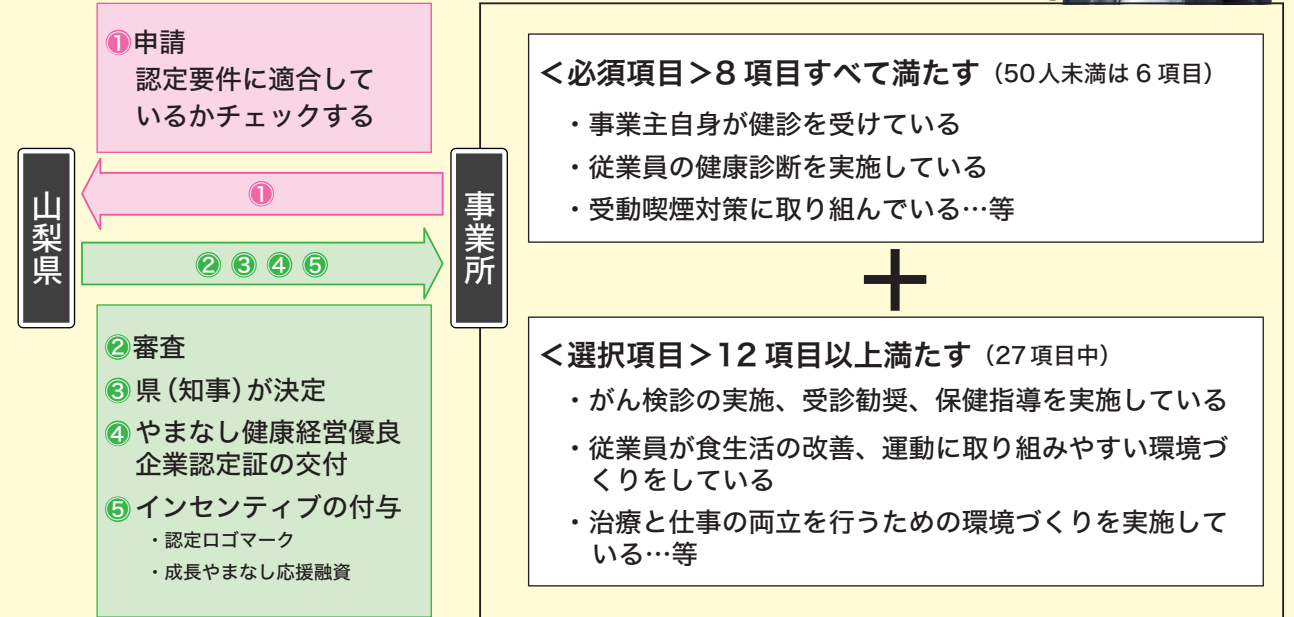 ❶申請
認定要件に適合して
いるかチェックする
山梨県
①
事業所
② ③ ④ ⑤
❷審査
❸県(知事)が決定
❹やまなし健康経営優良
企業認定証の交付
❺インセンティブの付与
・認定ロゴマーク
・成長やまなし応援融資
＜必須項目＞8項目すべて満たす（50人未満は6項目）
・事業主自身が健診を受けている
・従業員の健康診断を実施している
・受動喫煙対策に取り組んでいる…等
＋
＜選択項目＞12項目以上満たす（27項目中）
・がん検診の実施、受診勧奨、保健指導を実施している
・従業員が食生活の改善、運動に取り組みやすい環境づ
くりをしている
・治療と仕事の両立を行うための環境づくりを実施して
いる…等